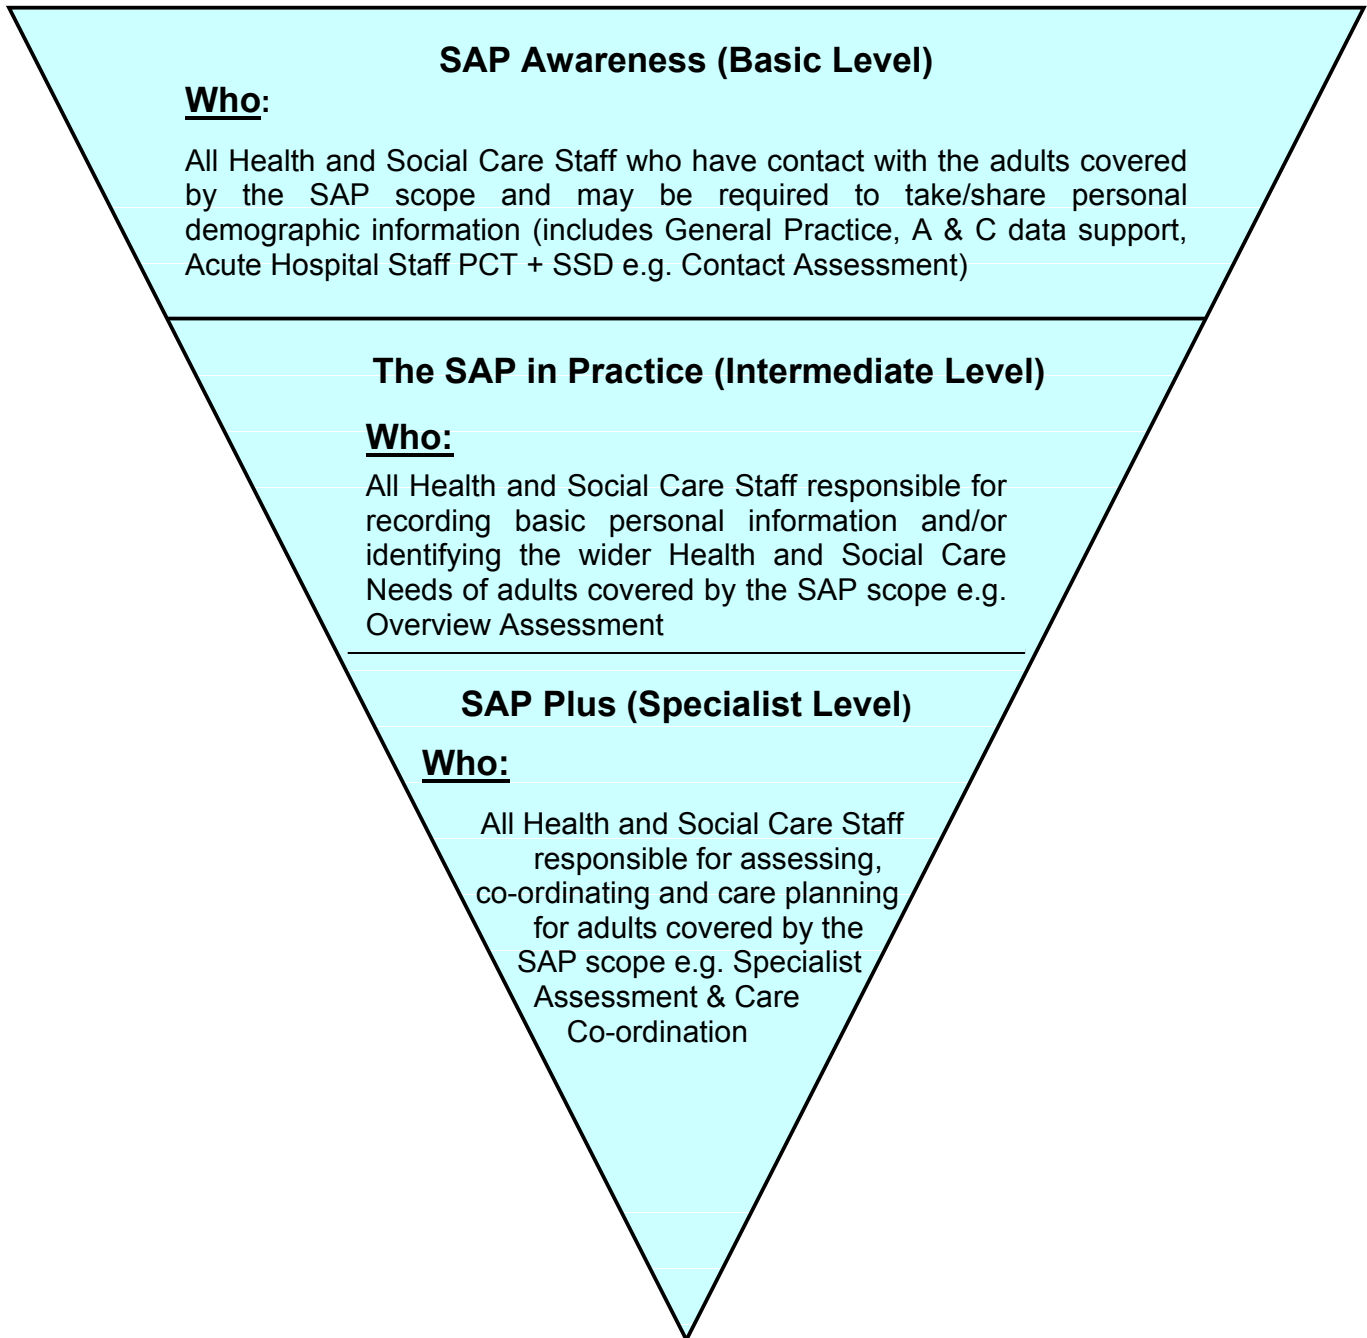 SAP Awareness (Basic Level)
Who:
All Health and Social Care Staff who have contact with the adults covered
by the SAP scope and may be required to take/share personal
demographic information (includes General Practice, A & C data support,
Acute Hospital Staff PCT + SSD e.g. Contact Assessment)
The SAP in Practice (Intermediate Level)
Who:
All Health and Social Care Staff responsible for
recording basic personal information and/or
identifying the wider Health and Social Care
Needs of adults covered by the SAP scope e.g.
Overview Assessment
SAP Plus (Specialist Level)
Who:
All Health and Social Care Staff
responsible for assessing,
co-ordinating and care planning
for adults covered by the
SAP scope e.g. Specialist
Assessment & Care
Co-ordination